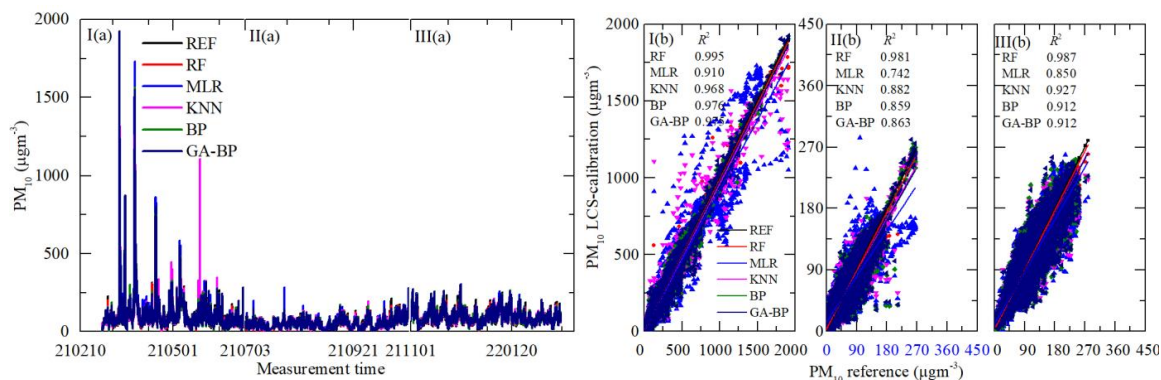 2000
1500
1000
500
0
PM10 (μgm-3)
I(a)
II(a)
III(a)
REF
RF
MLR
KNN
BP
GA-BP
210210
210501
210703
210921
211101
220120
Measurement time
2000
1750
1500
1250
1000
750
500
250
0
PM10 LCS-calibration (μgm-3)
I(b) R2
RF 0.995
MLR 0.910
KNN 0.968
BP 0.976
GA-BP
REF
RF
MLR
KNN
BP
GA-BP
0 500 1000 1500 2000
450
360
270
180
90
0
II(b) R2
RF 0.981
MLR 0.742
KNN 0.882
BP 0.859
GA-BP 0.863
0 90 180 270 360 450
III(b) R2
RF 0.987
MLR 0.850
KNN 0.927
BP 0.912
GA-BP 0.912
0 90 180 270 360 450
PM10 reference (μgm-3)